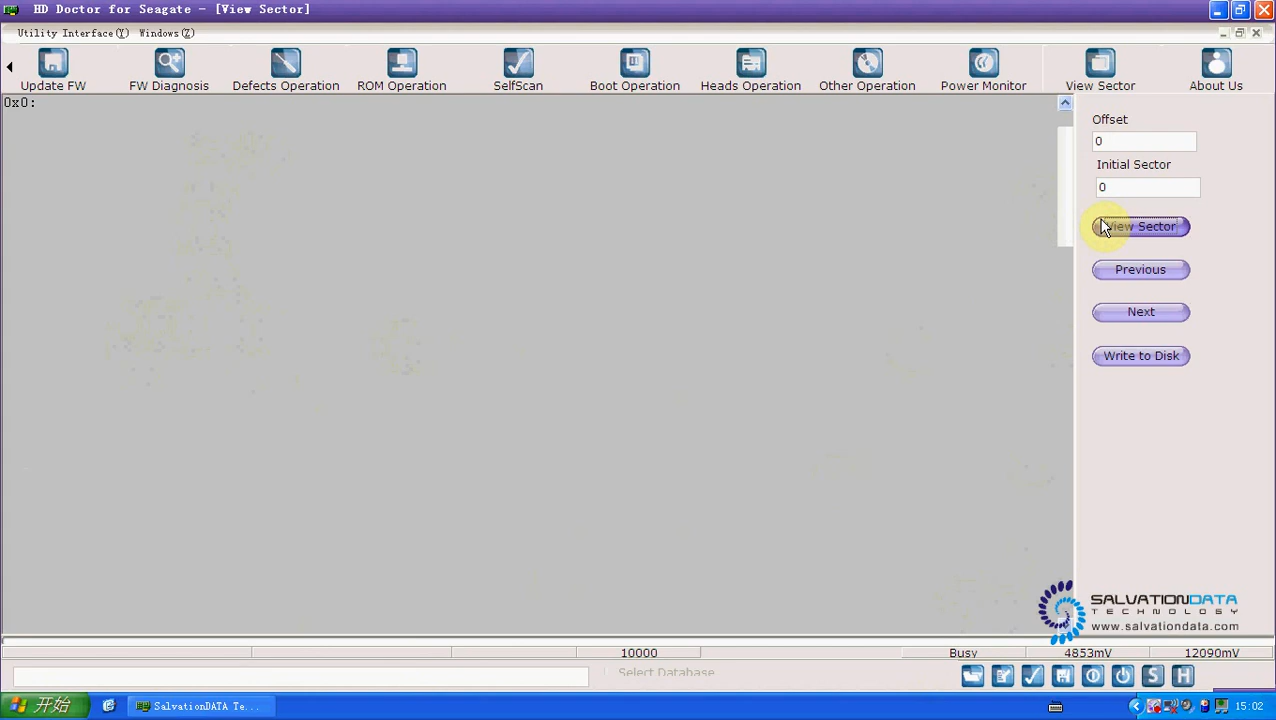 HD Doctor for Seagate - [View Sector]
Utility Interface(Y) Windows(Z)
Update FW FW Diagnosis Defects Operation ROM Operation SelfScan Boot Operation Heads Operation Other Operation Power Monitor View Sector About Us
0x0:
Offset
0
Initial Sector
0
View Sector
Previous
Next
Write to Disk
SALVATIONDATA
TECHNOLOGY
www.salvationdata.com
10000 Busy 4853mV 12090mV
Select Database
S H
开始 SalvationDATA Te... 15:02